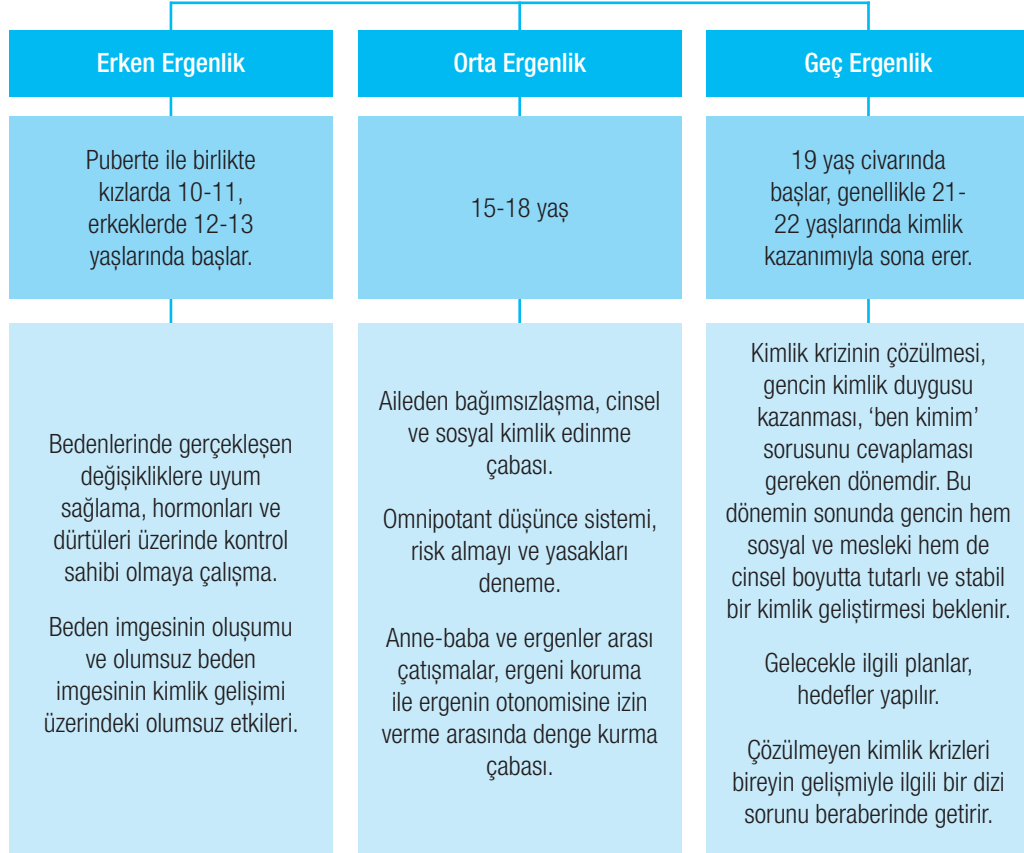 Erken Ergenlik
Puberte ile birlikte
kızlarda 10-11,
erkeklerde 12-13
yaşlarında başlar.
Bedenlerinde gerçekleşen
değişikliklere uyum
sağlama, hormonları ve
dürtüleri üzerinde kontrol
sahibi olmaya çalışma.
Beden imgesinin oluşumu
ve olumsuz beden
imgesinin kimlik gelişimi
üzerindeki olumsuz etkileri.
Orta Ergenlik
15-18 yaş
Aileden bağımsızlaşma, cinsel
ve sosyal kimlik edinme
çabası.
Omnipotant düşünce sistemi,
risk almayı ve yasakları
deneme.
Anne-baba ve ergenler arası
çatışmalar, ergeni koruma
ile ergenin otonomisine izin
verme arasında denge kurma
çabası.
Geç Ergenlik
19 yaş civarında
başlar, genellikle 21-
22 yaşlarında kimlik
kazanımıyla sona erer.
Kimlik krizinin çözülmesi,
gencin kimlik duygusu
kazanması, ‘ben kimim’
sorusunu cevaplaması
gereken dönemdir. Bu
dönemin sonunda gencin hem
sosyal ve mesleki hem de
cinsel boyutta tutarlı ve stabil
bir kimlik geliştirmesi beklenir.
Gelecekle ilgili planlar,
hedefler yapılır.
Çözülmeyen kimlik krizleri
bireyin gelişmiyle ilgili bir dizi
sorunu beraberinde getirir.